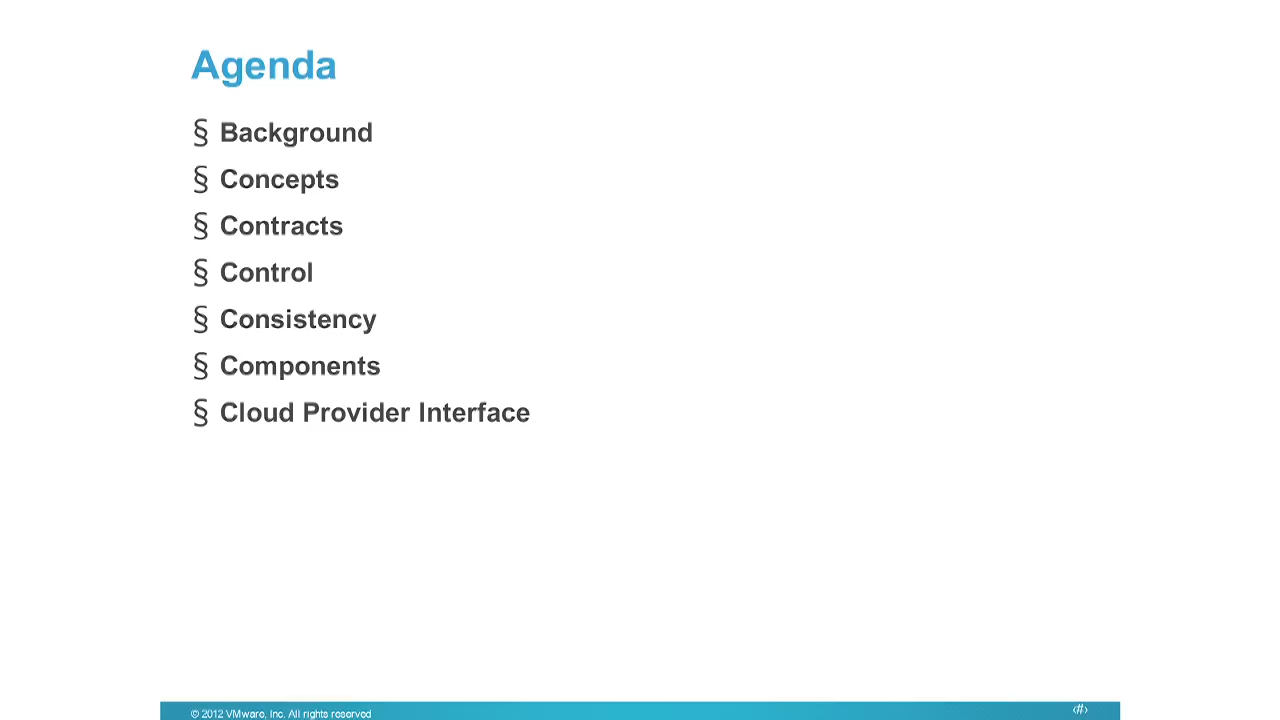 Agenda
§ Background
§ Concepts
§ Contracts
§ Control
§ Consistency
§ Components
§ Cloud Provider Interface
© 2012 VMware, Inc. All rights reserved
‹#›